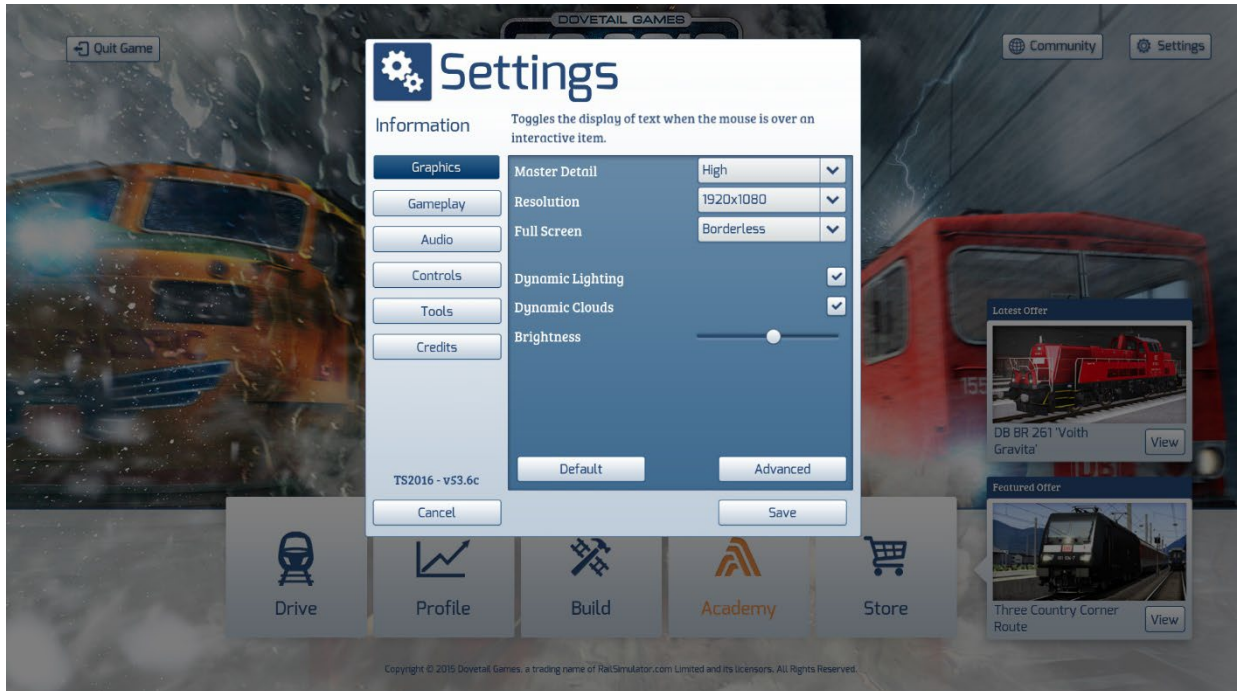 DOVETAIL GAMES
Quit Game
Community
Settings
Settings
Information
Toggles the display of text when the mouse is over an
interactive item.
Graphics
Gameplay
Audio
Controls
Tools
Credits
TS2016 - v53.6c
Cancel
Master Detail
High
Resolution
1920x1080
Full Screen
Borderless
Dynamic Lighting
Dynamic Clouds
Brightness
Default
Advanced
Save
155
Latest Offer
DB BR 261 'Voith
Gravita'
View
Featured Offer
Three Country Corner
Route
View
Drive
Profile
Build
Academy
Store
Copyright © 2015 Dovetail Games, a trading name of RailSimulator.com Limited and its licensors. All Rights Reserved.